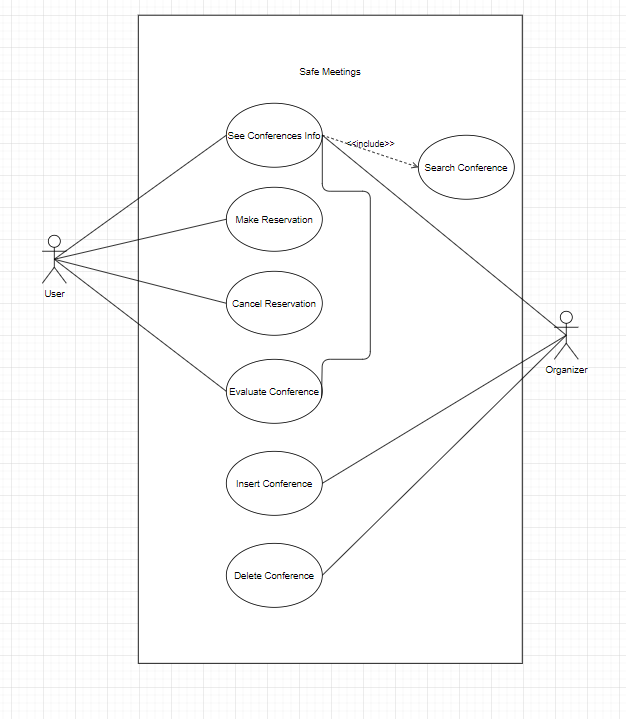 Safe Meetings
See Conferences Info
<<include>>
Search Conference
Make Reservation
User
Cancel Reservation
Organizer
Evaluate Conference
Insert Conference
Delete Conference